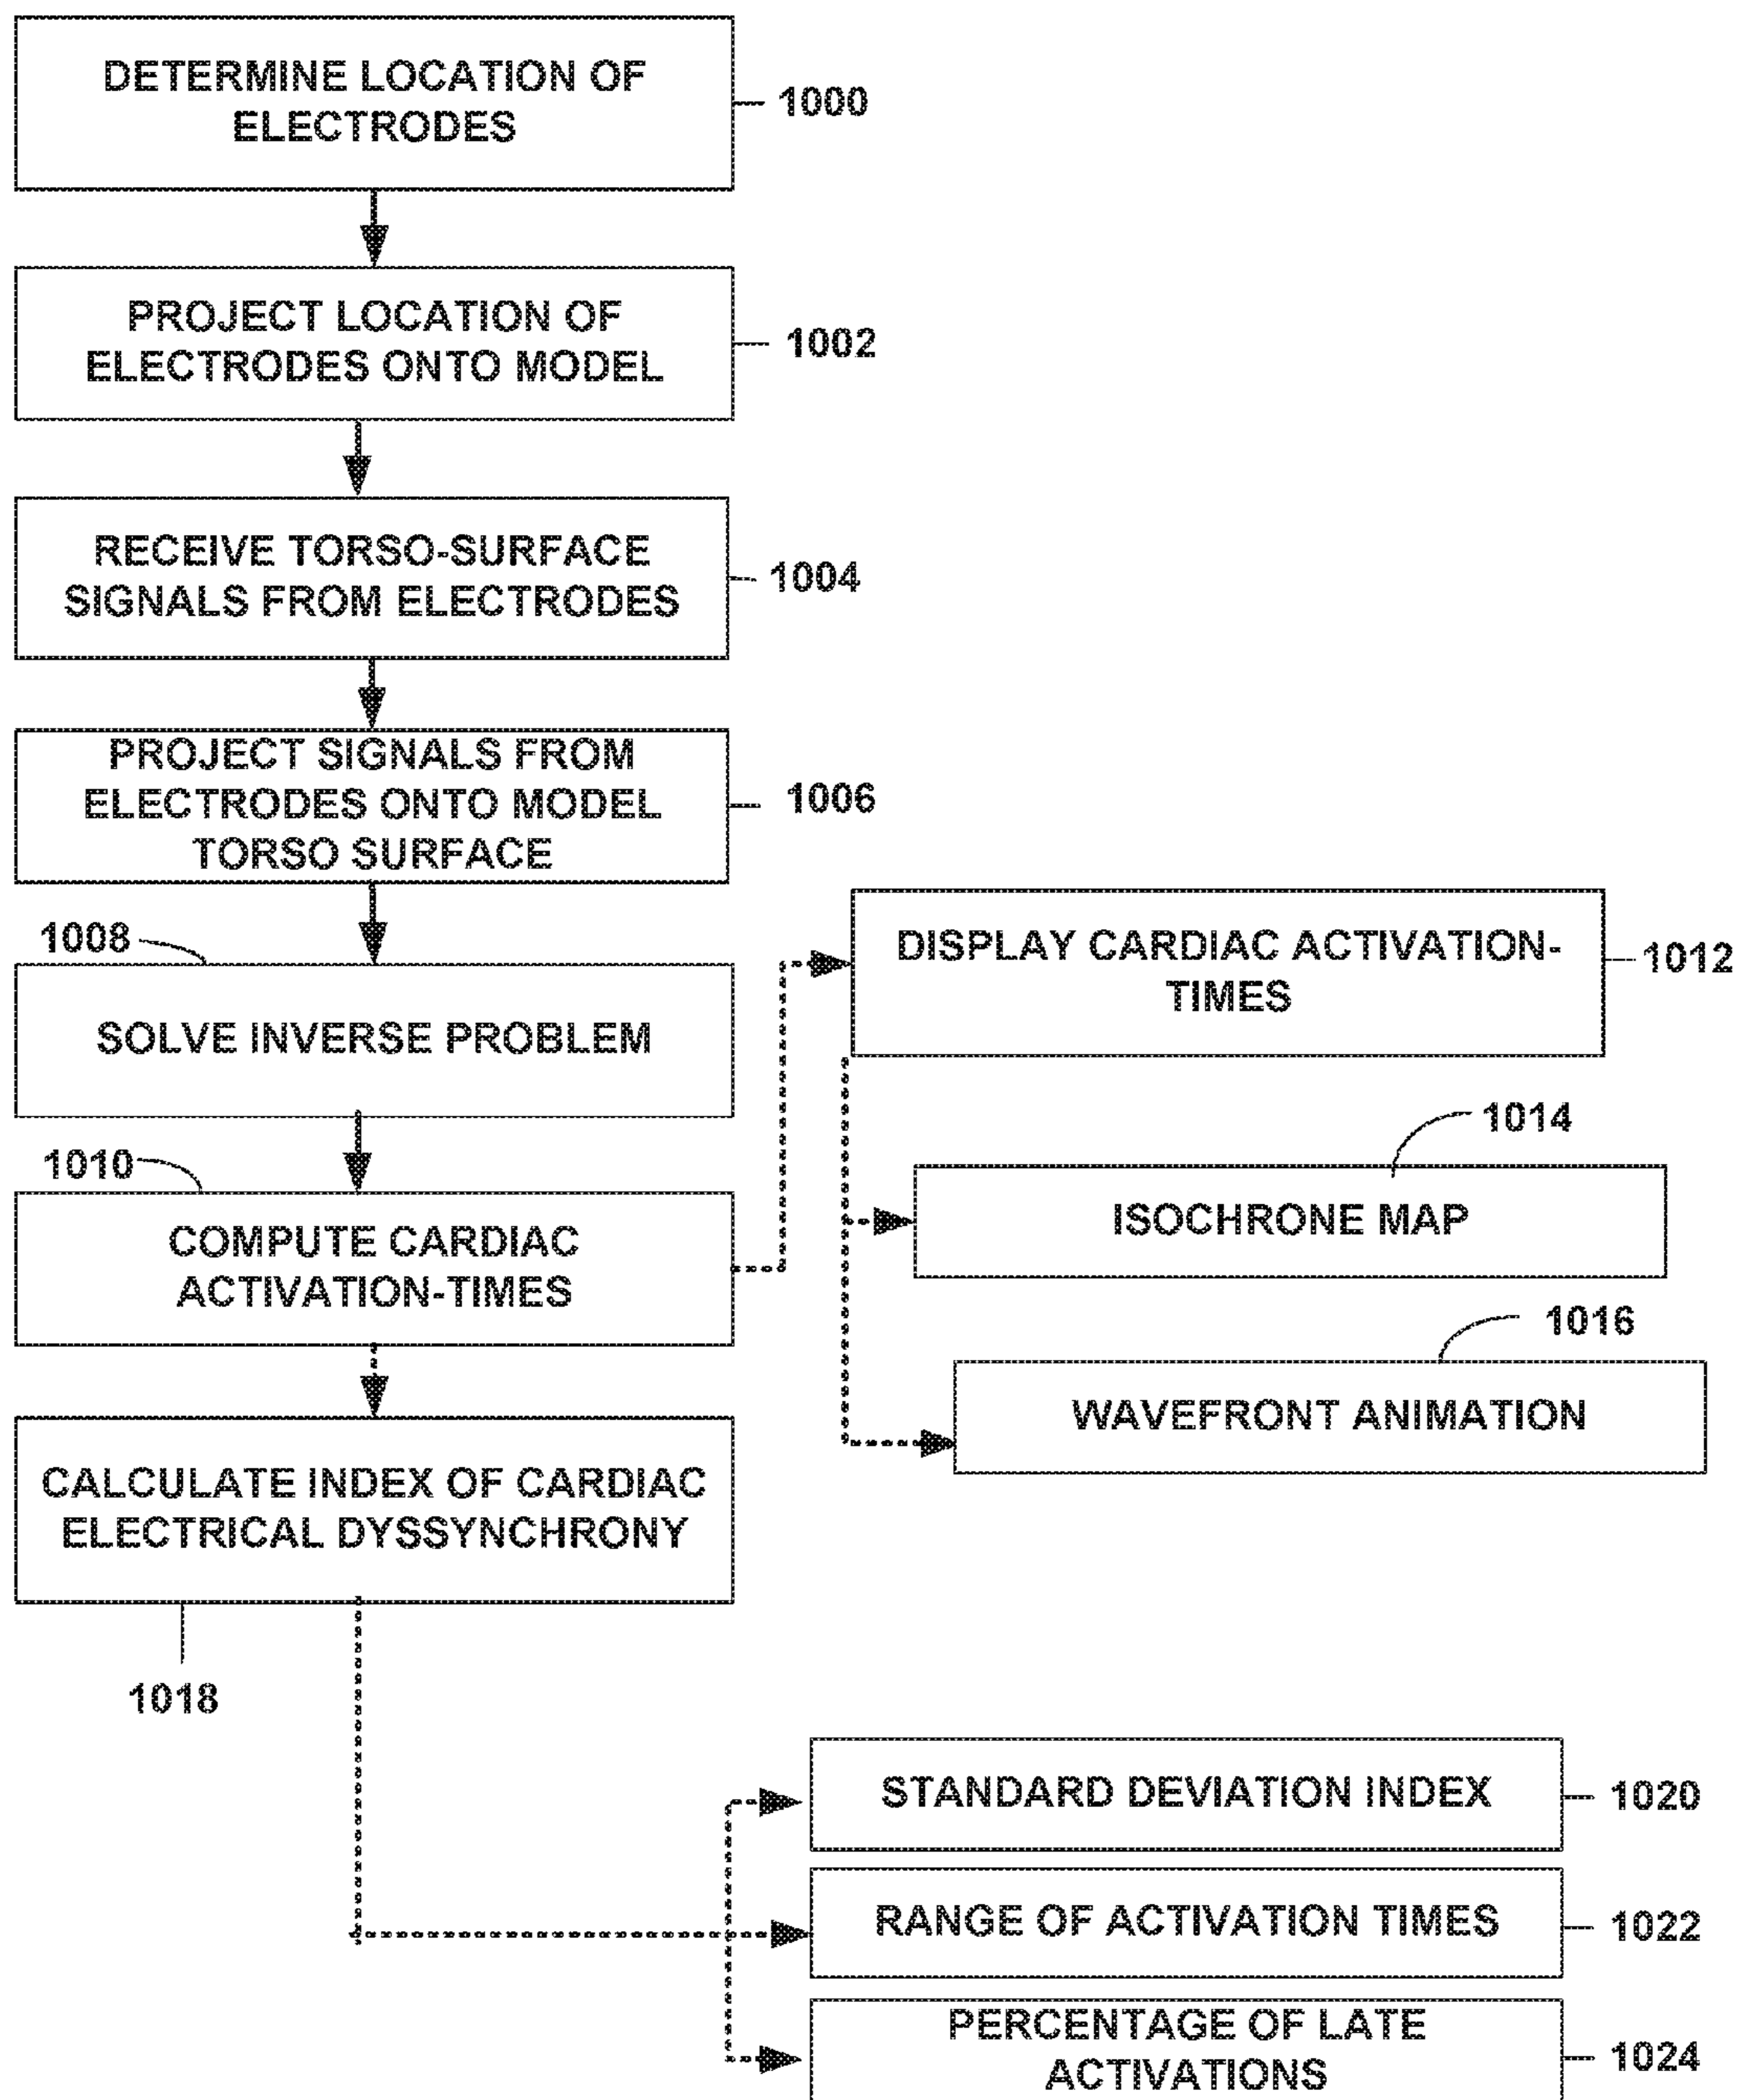 DETERMINE LOCATION OF
ELECTRODES
1000
PROJECT LOCATION OF
ELECTRODES ONTO MODEL
1002
RECEIVE TORSO-SURFACE
SIGNALS FROM ELECTRODES
1004
PROJECT SIGNALS FROM
ELECTRODES ONTO MODEL
TORSO SURFACE
1006
1008
SOLVE INVERSE PROBLEM
1010
COMPUTE CARDIAC
ACTIVATION-TIMES
DISPLAY CARDIAC ACTIVATION-
TIMES
1012
1014
ISOCHRONE MAP
1016
WAVEFRONT ANIMATION
CALCULATE INDEX OF CARDIAC
ELECTRICAL DYSSYNCHRONY
1018
STANDARD DEVIATION INDEX
1020
RANGE OF ACTIVATION TIMES
1022
PERCENTAGE OF LATE
ACTIVATIONS
1024